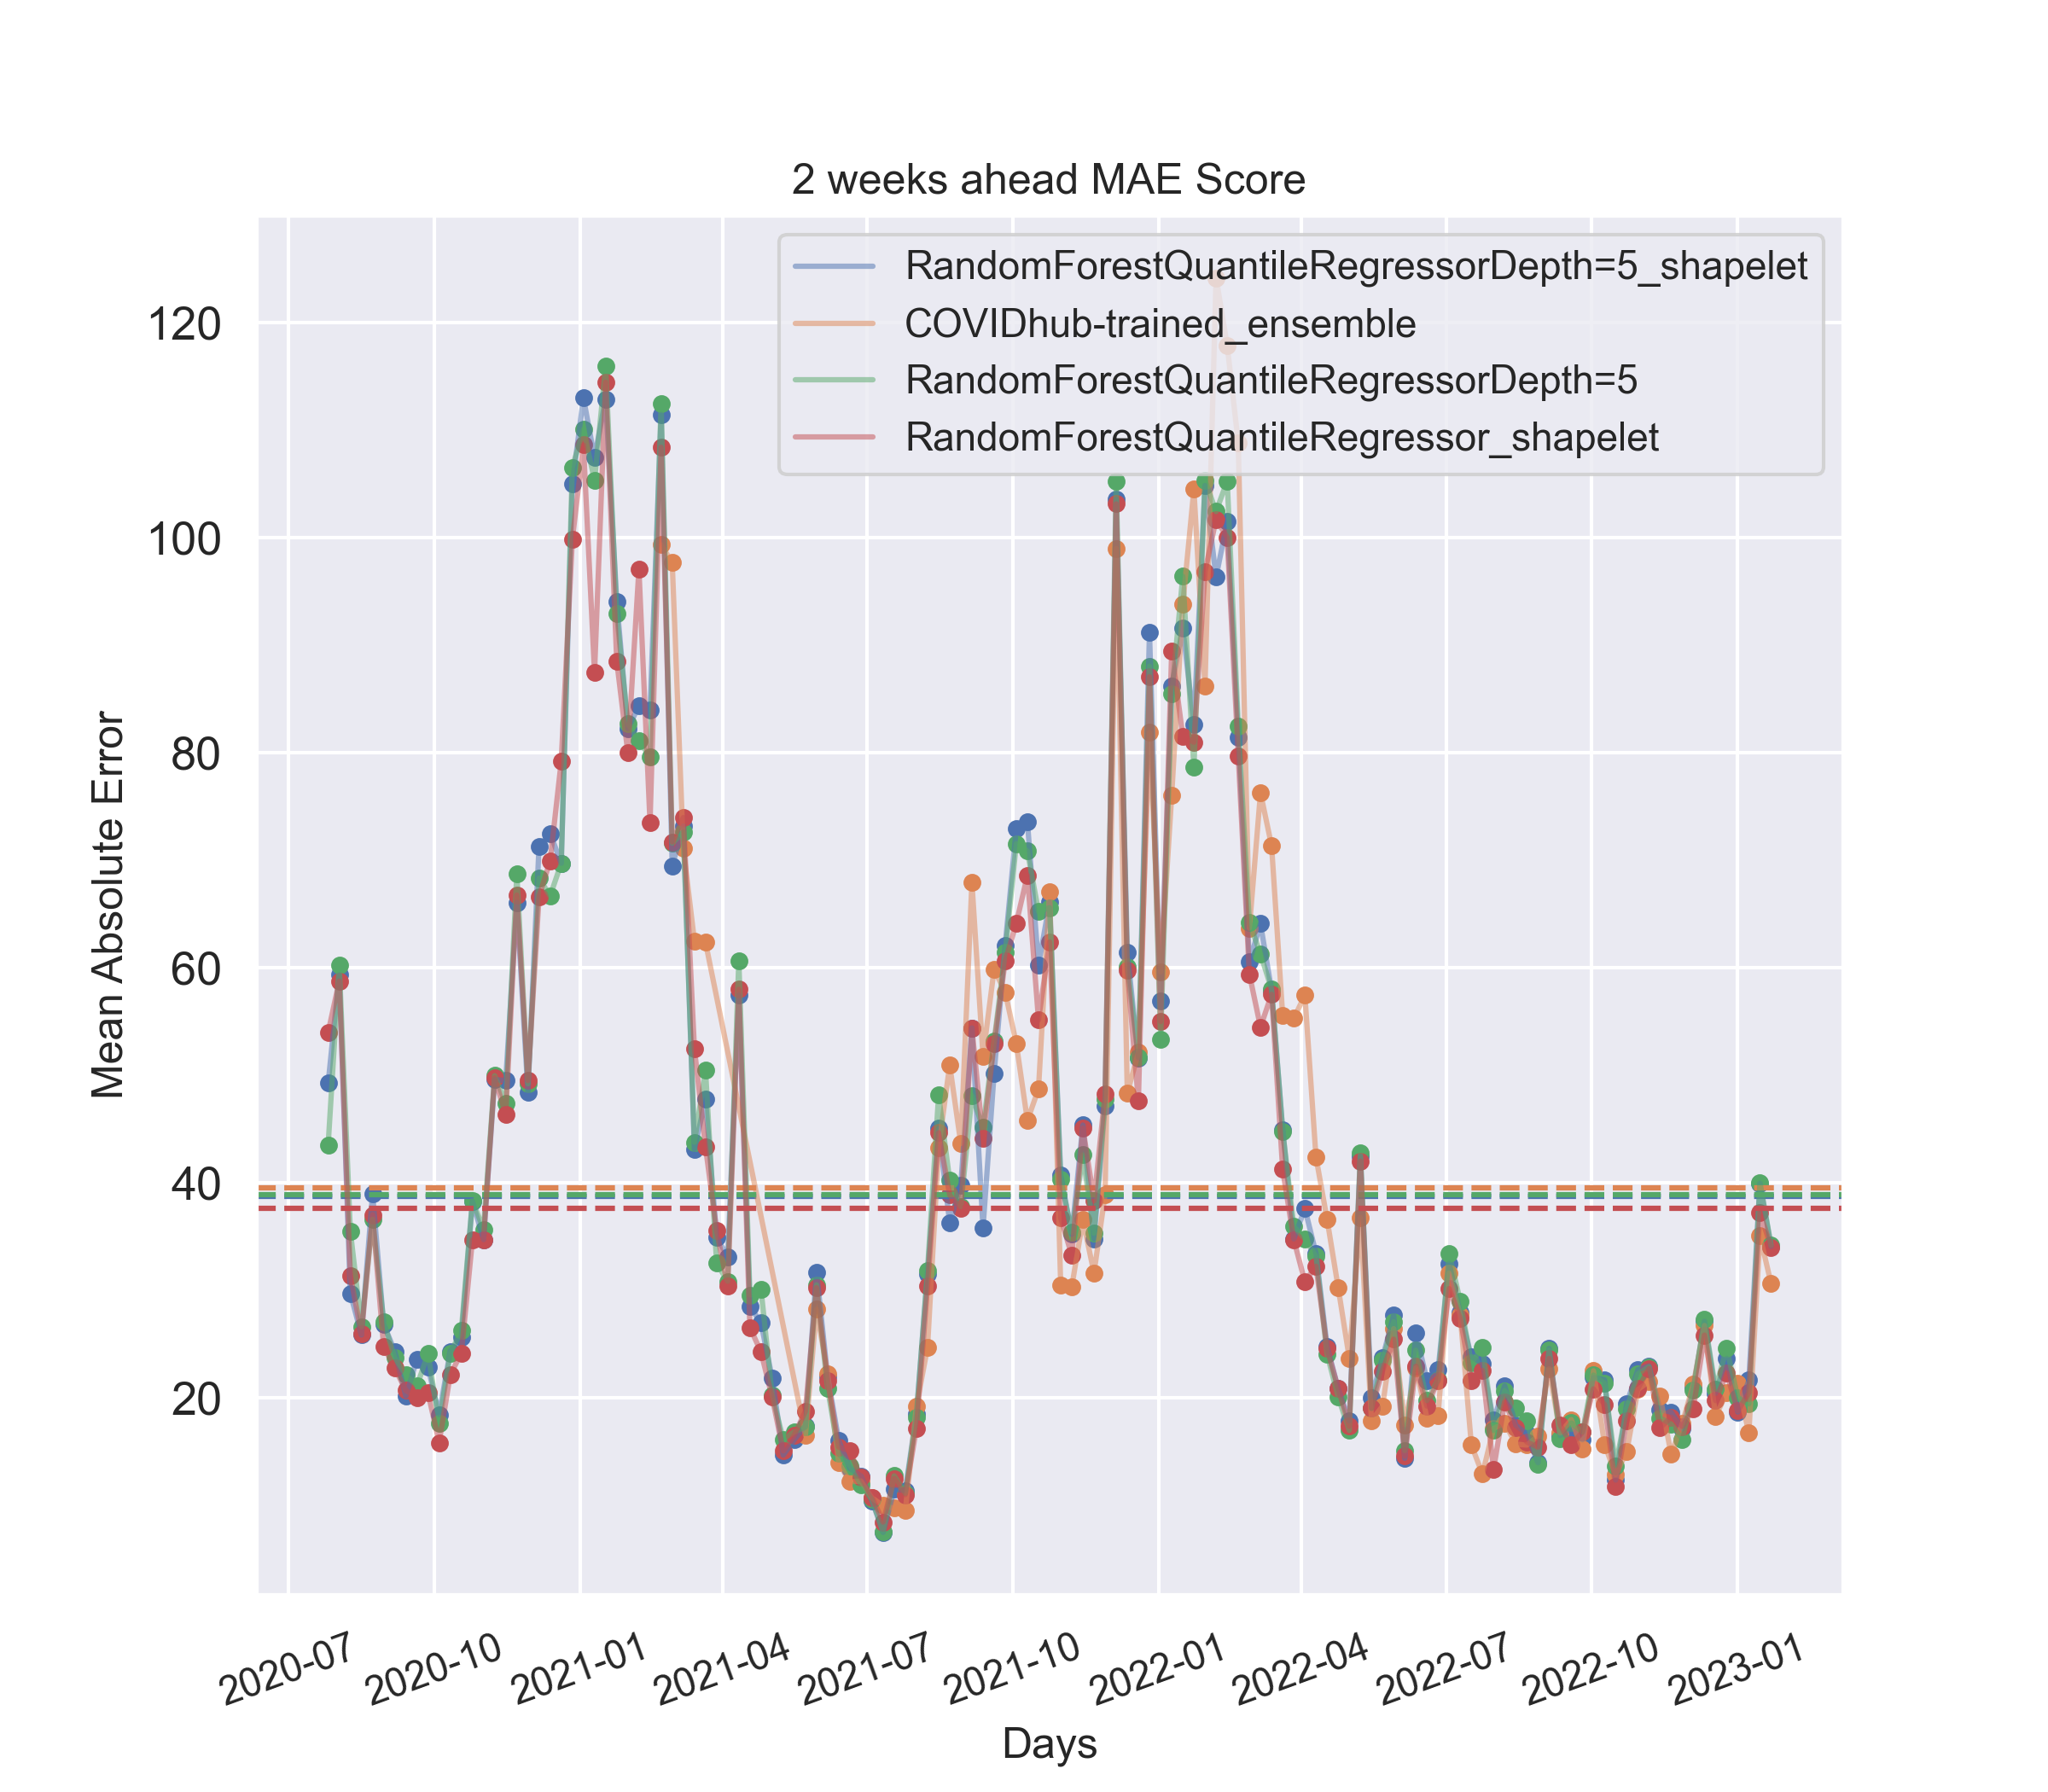 2 weeks ahead MAE Score
RandomForestQuantileRegressorDepth=5_shapelet
COVIDhub-trained_ensemble
RandomForestQuantileRegressorDepth=5
RandomForestQuantileRegressor_shapelet
120
100
80
60
40
20
Mean Absolute Error
2020-07
2020-10
2021-01
2021-04
2021-07
2021-10
2022-01
2022-04
2022-07
2022-10
2023-01
Days